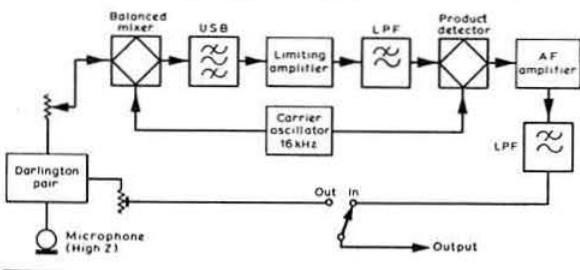 Balanced
mixer
USB
Limiting
amplifier
LPF
Product
detector
AF
amplifier
Carrier
oscillator
16kHz
LPF
Darlington
pair
Out In
Microphone
(High Z)
Output